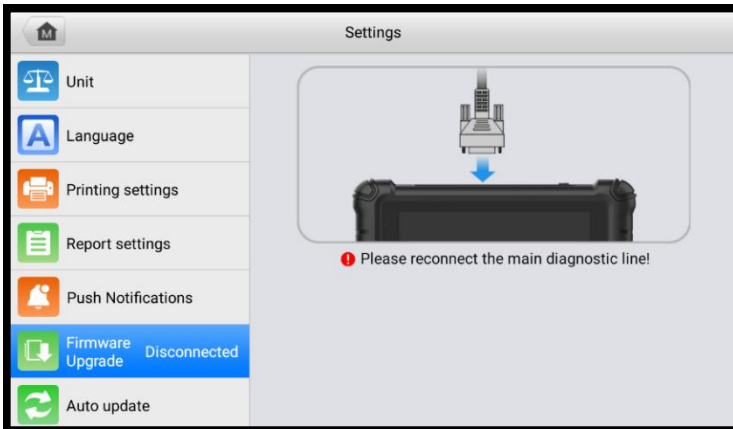 M
Settings
Unit
A
Language
Printing settings
Report settings
Push Notifications
Firmware
Upgrade
Disconnected
Auto update
Please reconnect the main diagnostic line!